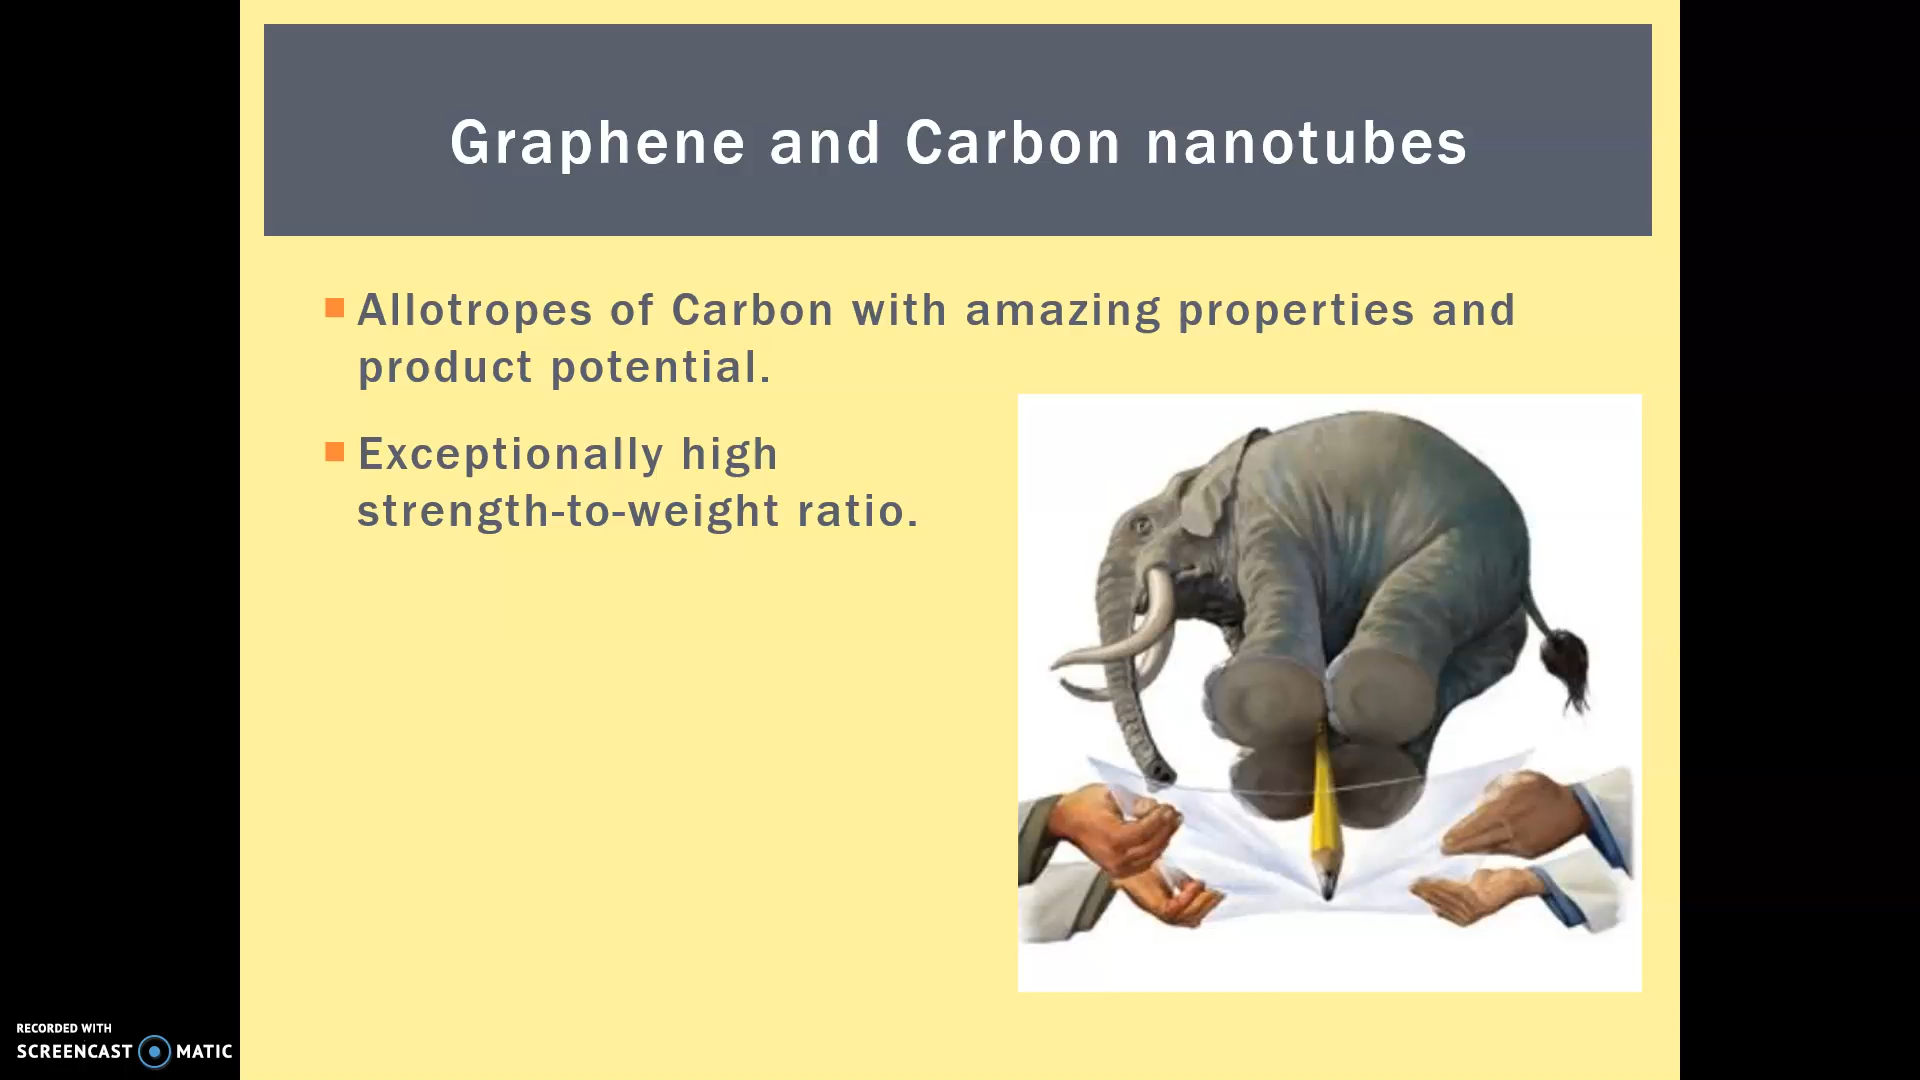 Graphene and Carbon nanotubes
Allotropes of Carbon with amazing properties and
product potential.
Exceptionally high
strength-to-weight ratio.
RECORDED WITH
SCREENCAST MATIC